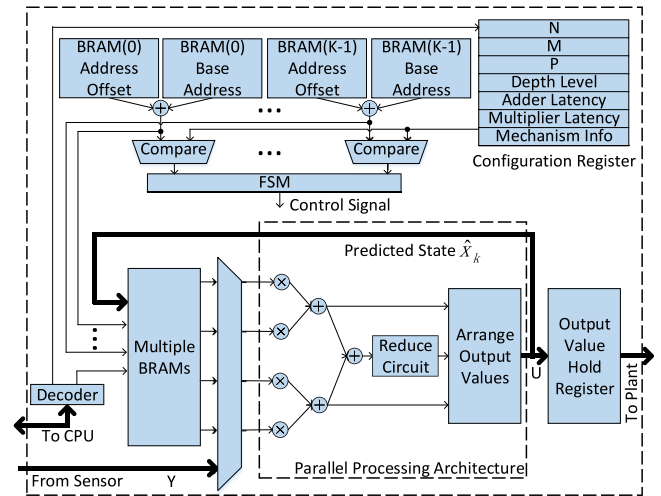 BRAM(0)
Address
Offset
BRAM(0)
Base
Address
BRAM(K-1)
Address
Offset
BRAM(K-1)
Base
Address
N
M
P
Depth Level
Adder Latency
Multiplier Latency
Mechanism Info
Configuration Register
+
...
+
Compare
...
Compare
FSM
Control Signal
Predicted State X̂k
Multiple
BRAMs
×
×
×
×
+
+
+
Reduce
Circuit
Arrange
Output
Values
U
Output
Value
Hold
Register
To Plant
Decoder
To CPU
From Sensor
Y
Parallel Processing Architecture